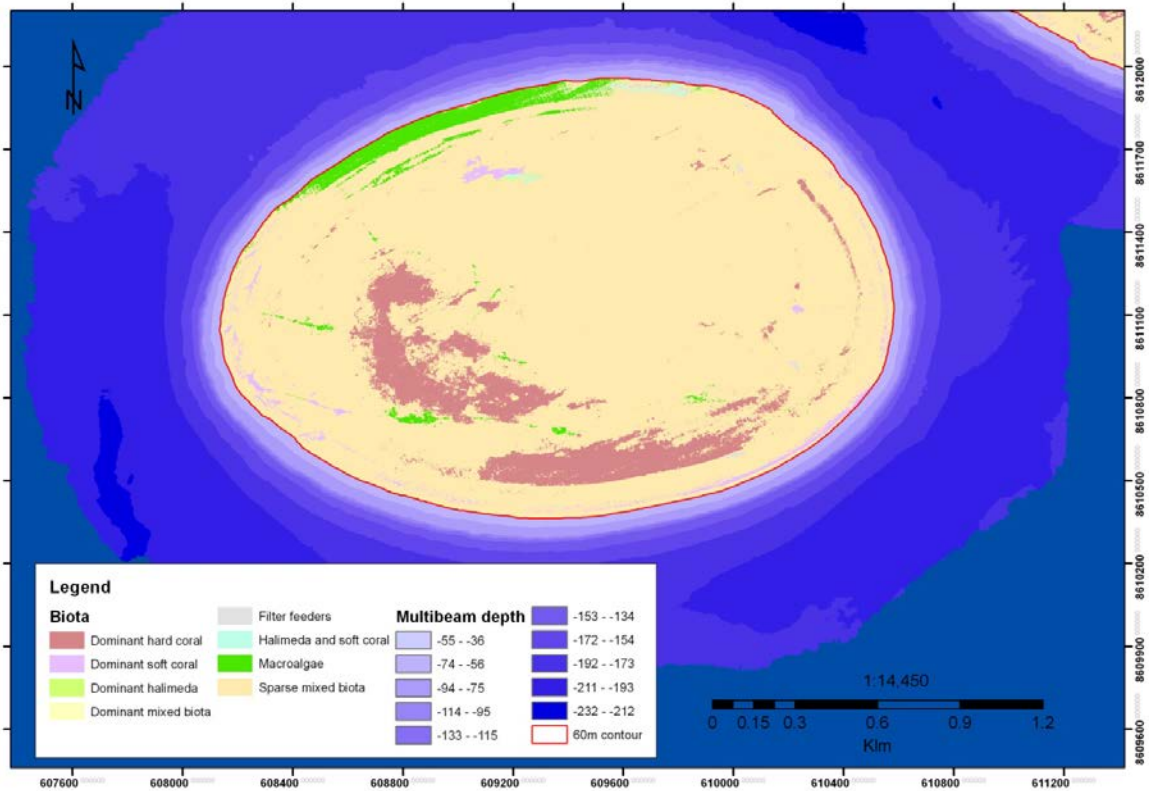 N
8612000
8611700
8611400
8611100
8610800
8610500
8610200
8609900
8609600
Legend
Biota
Dominant hard coral
Dominant soft coral
Dominant halimeda
Dominant mixed biota
Filter feeders
Halimeda and soft coral
Macroalgae
Sparse mixed biota
Multibeam depth
-55 - -36
-74 - -56
-94 - -75
-114 - -95
-133 - -115
-153 - -134
-172 - -154
-192 - -173
-211 - -193
-232 - -212
60m contour
1:14,450
0 0.15 0.3 0.6 0.9 1.2
Klm
607600 608000 608400 608800 609200 609600 610000 610400 610800 611200